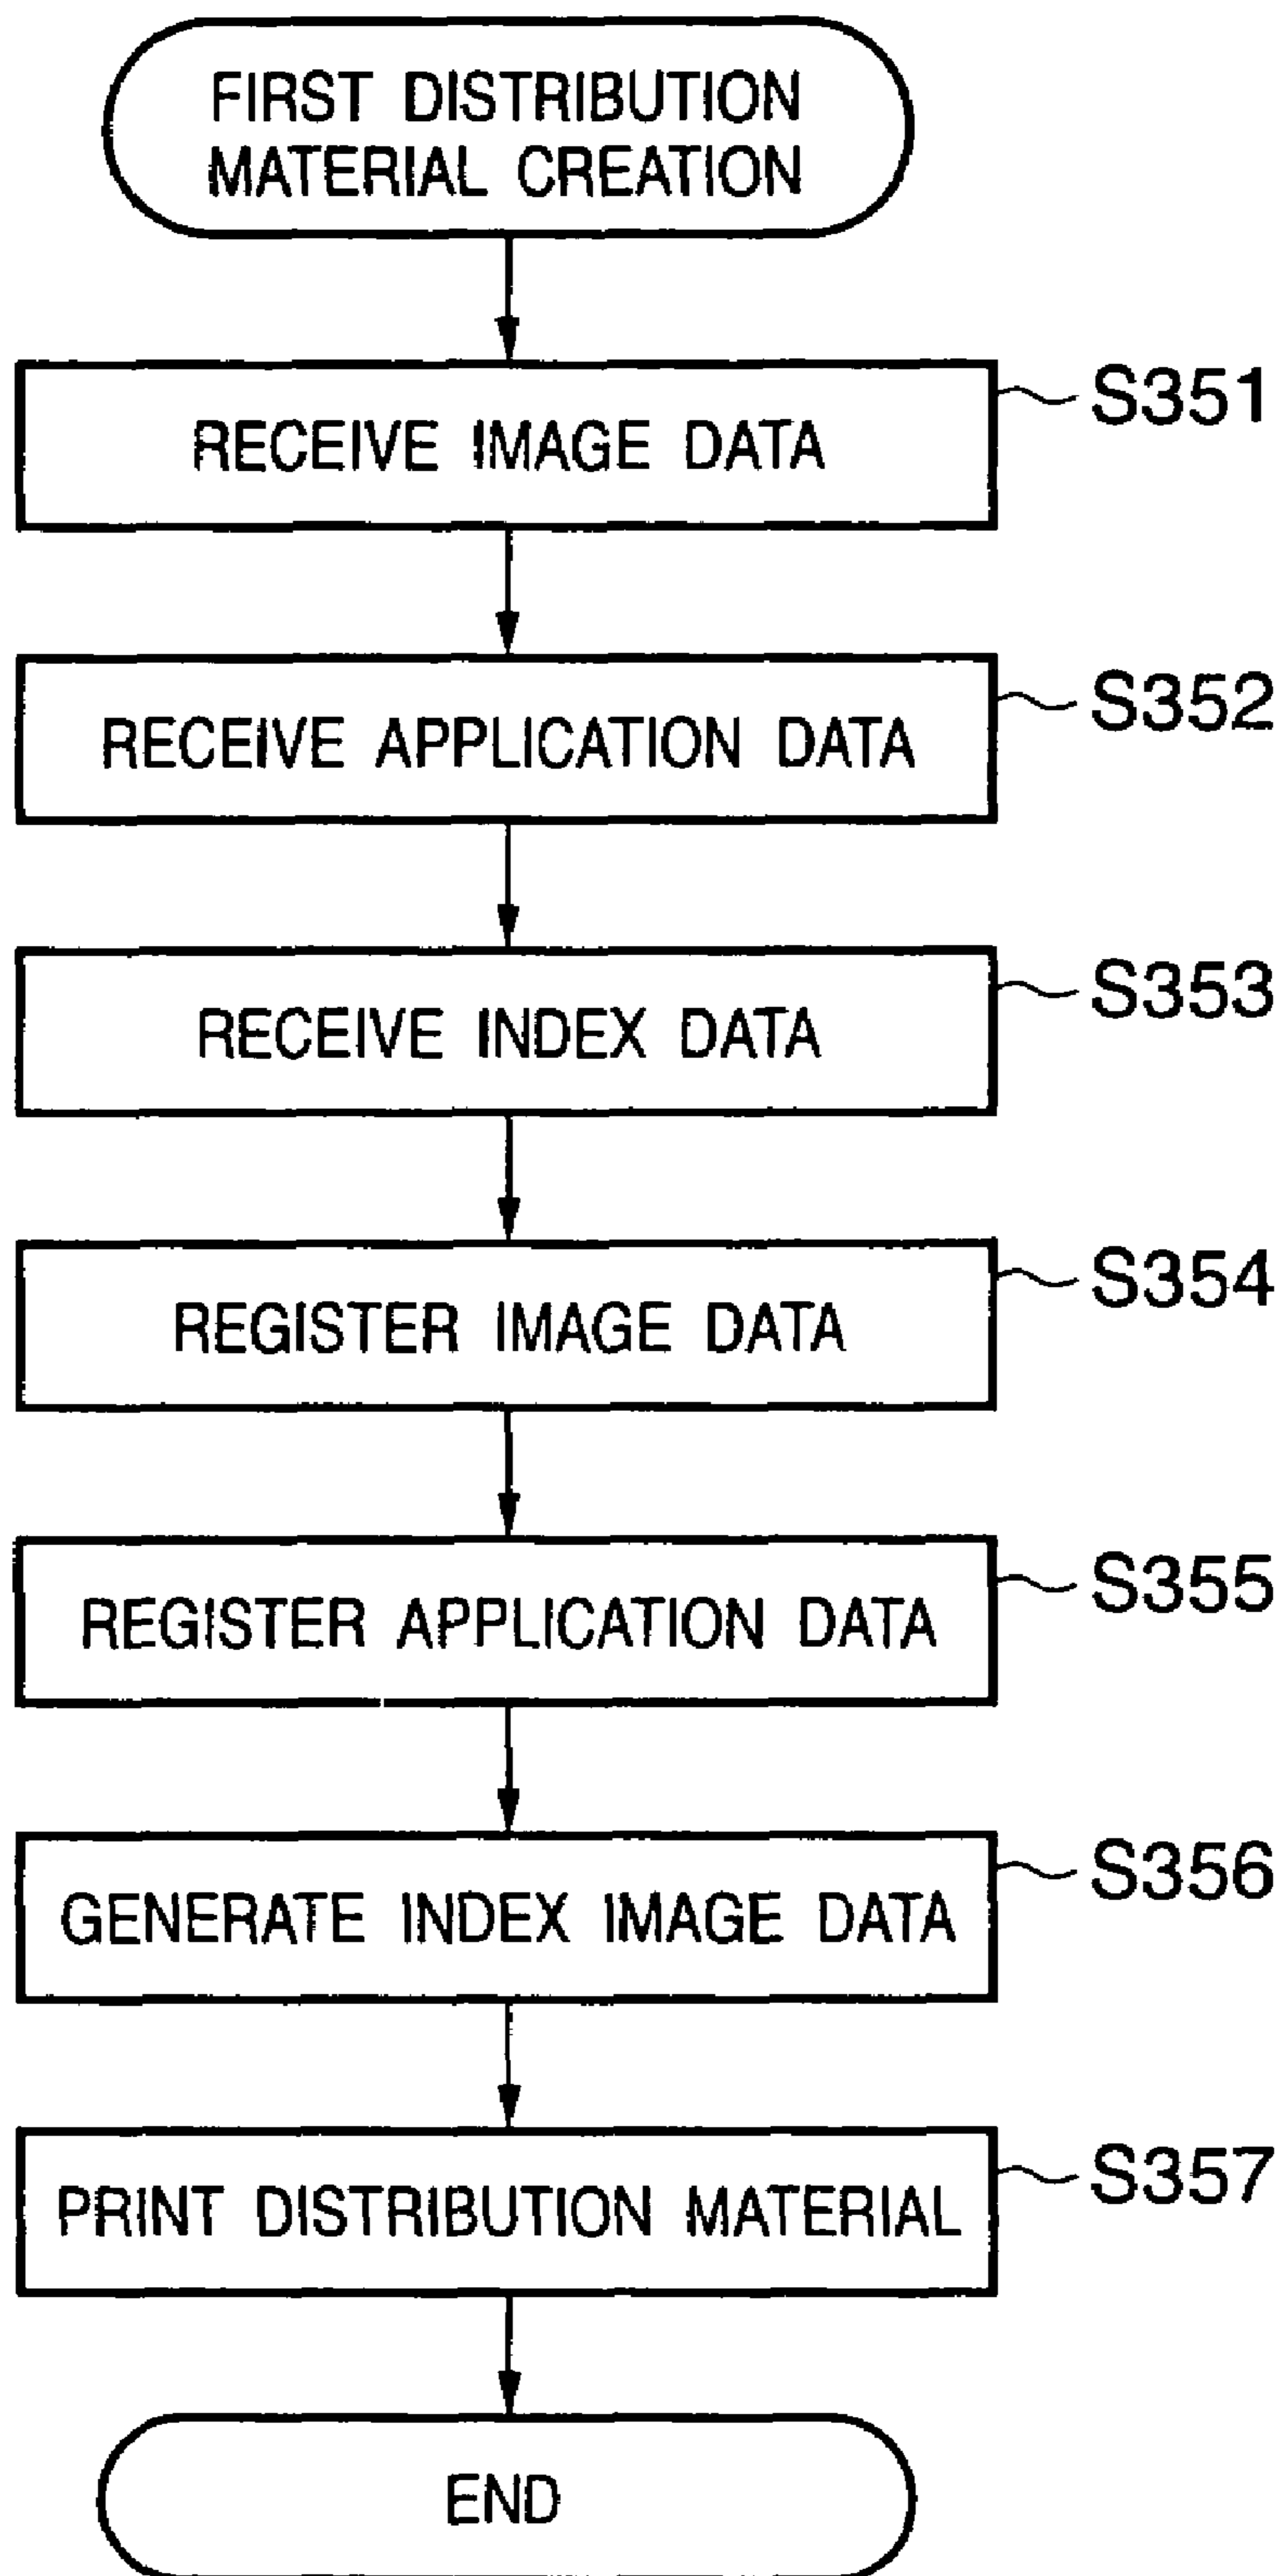 FIRST DISTRIBUTION
MATERIAL CREATION
RECEIVE IMAGE DATA
S351
RECEIVE APPLICATION DATA
S352
RECEIVE INDEX DATA
S353
REGISTER IMAGE DATA
S354
REGISTER APPLICATION DATA
S355
GENERATE INDEX IMAGE DATA
S356
PRINT DISTRIBUTION MATERIAL
S357
END